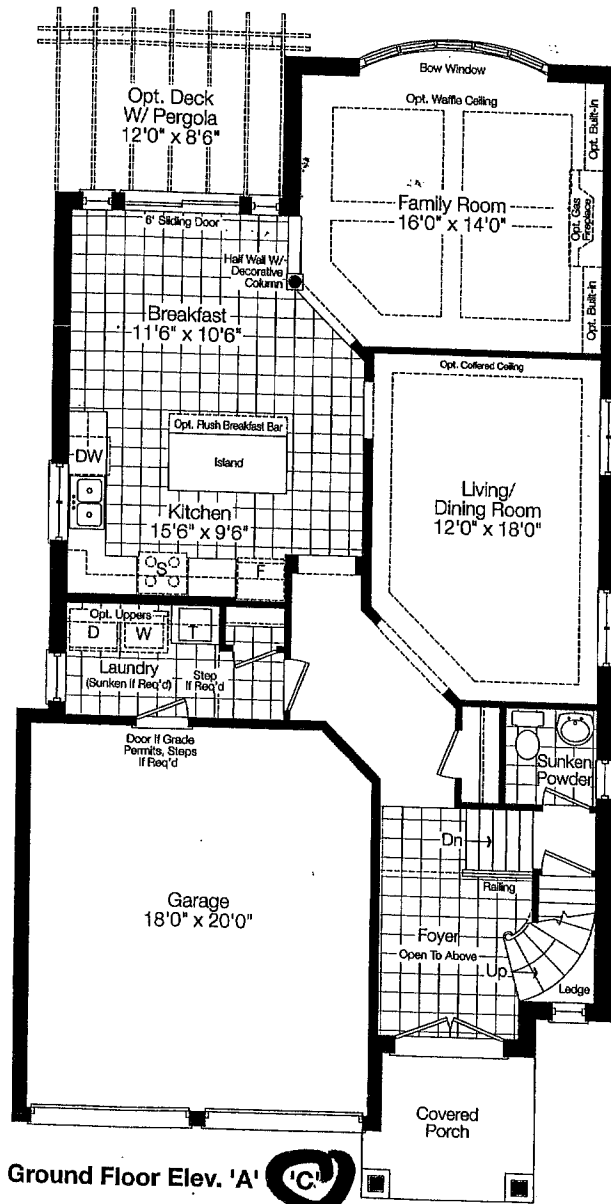 Bow Window
Opt. Waffle Ceiling
Opt. Deck
W/ Pergola
12'0" x 8'6"
Opt. Built-In
Family Room
16'0" x 14'0"
Opt. Gas
Fireplace
Opt. Built-In
6' Sliding Door
Half Wall W/
Decorative
Column
Breakfast
11'6" x 10'6"
Opt. Coffered Ceiling
Opt. Flush Breakfast Bar
Island
DW
Living/
Dining Room
12'0" x 18'0"
Kitchen
15'6" x 9'6"
S
F
Opt. Uppers
D
W
T
Laundry
(Sunken if Req'd)
Step
If Req'd
Door If Grade
Permits, Steps
If Req'd
Sunken
Powder
Dn
Railing
Garage
18'0" x 20'0"
Foyer
Open To Above
Up
Ledge
Covered
Porch
Ground Floor Elev. 'A' 'C'